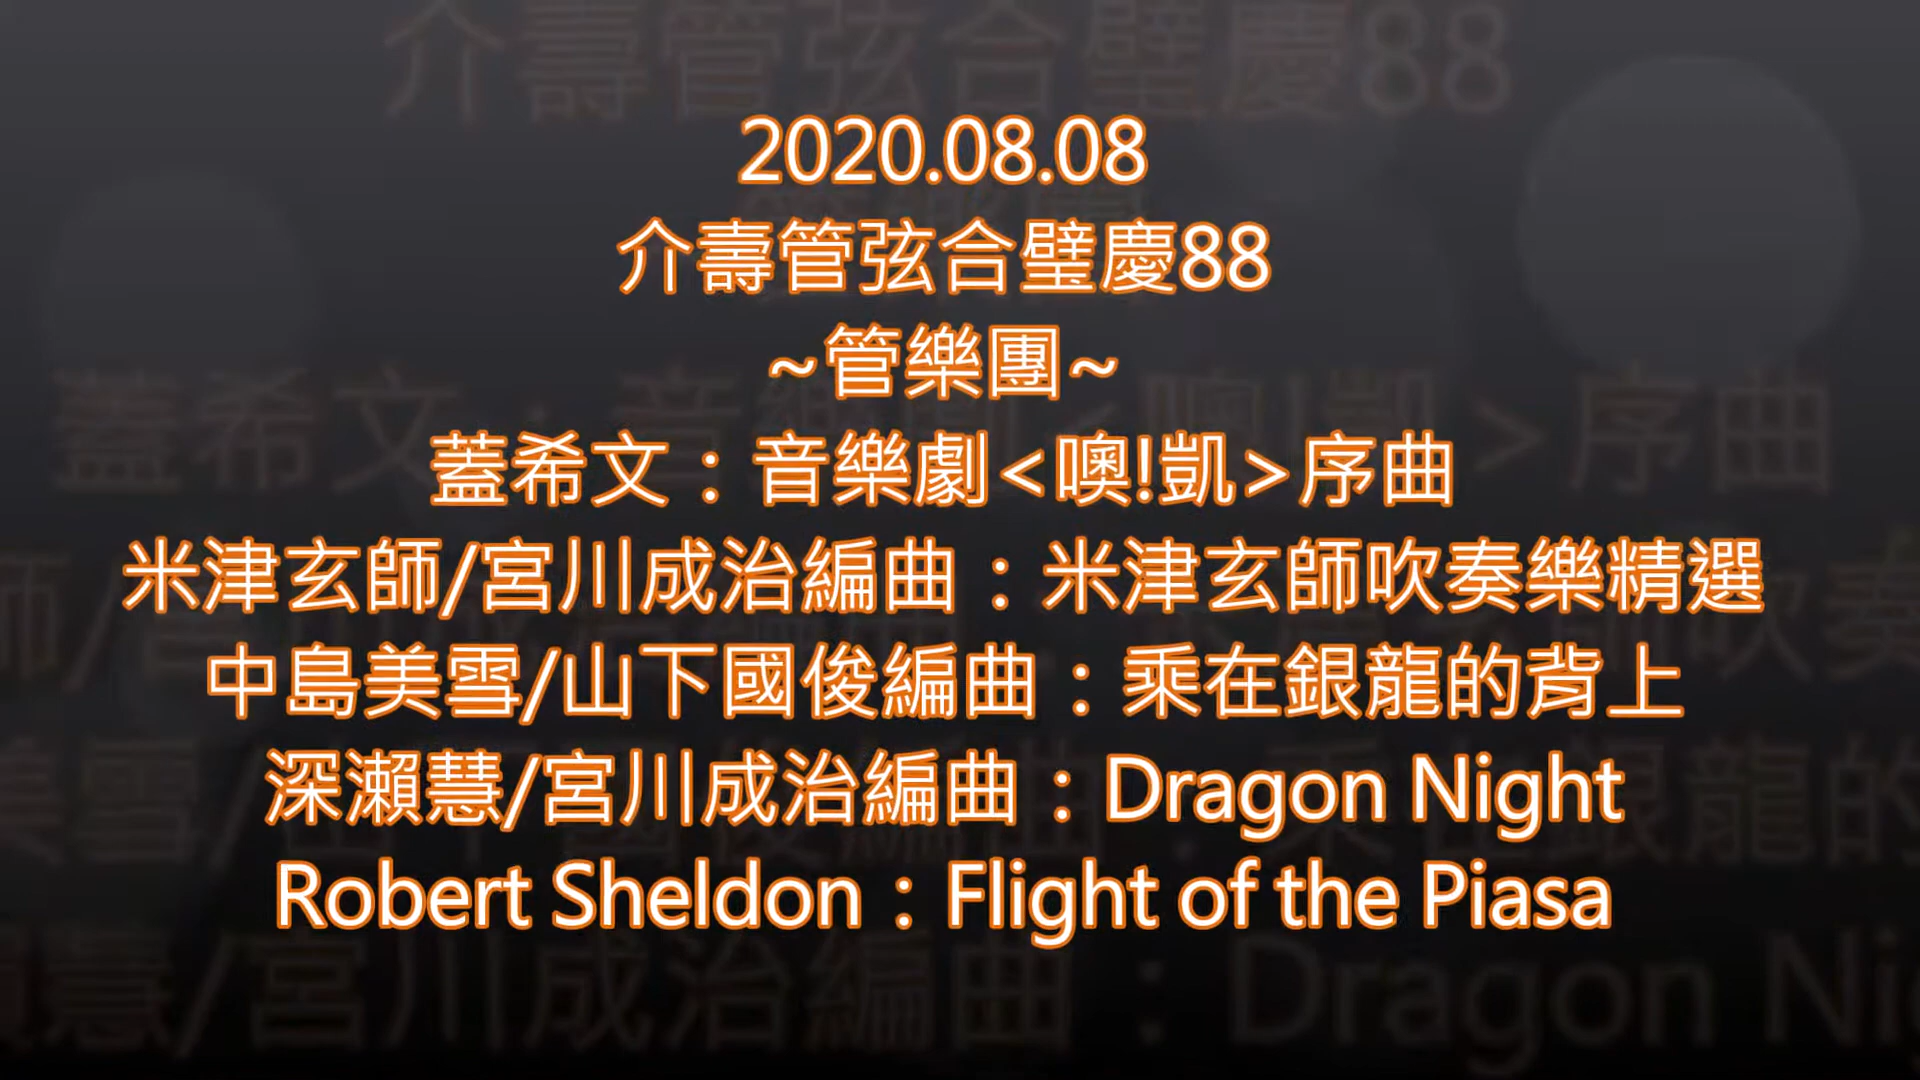 2020.08.08
介壽管弦合璧慶88
~管樂團~
蓋希文：音樂劇<噢!凱>序曲
米津玄師/宮川成治編曲：米津玄師吹奏樂精選
中島美雪/山下國俊編曲：乘在銀龍的背上
深瀨慧/宮川成治編曲：Dragon Night
Robert Sheldon：Flight of the Piasa